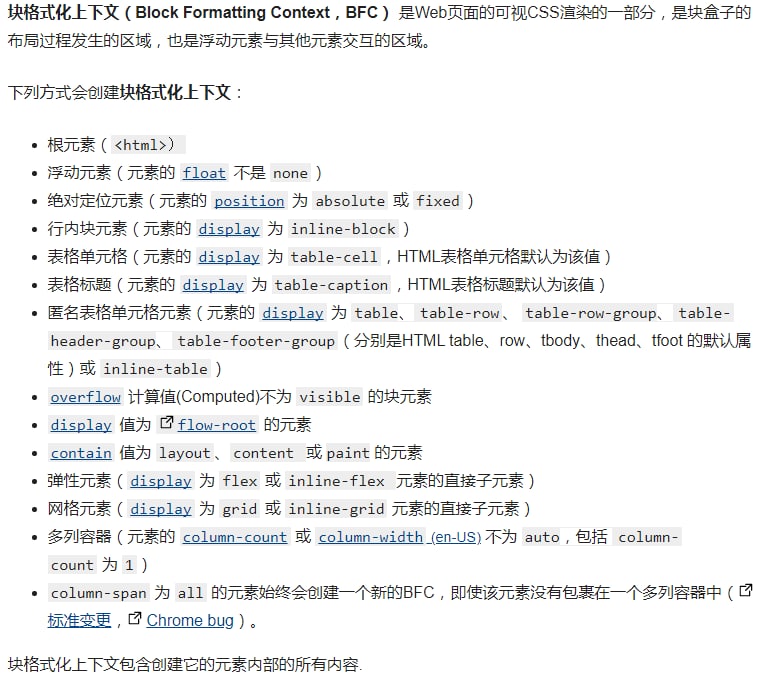 块格式化上下文（Block Formatting Context，BFC） 是Web页面的可视CSS渲染的一部分，是块盒子的
布局过程发生的区域，也是浮动元素与其他元素交互的区域。
下列方式会创建块格式化上下文：
根元素（ <html>）
浮动元素（元素的 float 不是 none ）
绝对定位元素（元素的 position 为 absolute 或 fixed ）
行内块元素（元素的 display 为 inline-block ）
表格单元格（元素的 display 为 table-cell ，HTML表格单元格默认为该值）
表格标题（元素的 display 为 table-caption ，HTML表格标题默认为该值）
匿名表格单元格元素（元素的 display 为 table、 table-row 、 table-row-group、 table-
header-group、 table-footer-group（分别是HTML table、row、tbody、thead、tfoot 的默认属
性）或 inline-table ）
overflow 计算值(Computed)不为 visible 的块元素
display 值为 flow-root 的元素
contain 值为 layout 、content 或 paint 的元素
弹性元素（ display 为 flex 或 inline-flex 元素的直接子元素）
网格元素（ display 为 grid 或 inline-grid 元素的直接子元素）
多列容器（元素的 column-count 或 column-width (en-US) 不为 auto，包括 column-
count 为 1 ）
column-span 为 all 的元素始终会创建一个新的BFC，即使该元素没有包裹在一个多列容器中（
标准变更， Chrome bug ）。
块格式化上下文包含创建它的元素内部的所有内容.